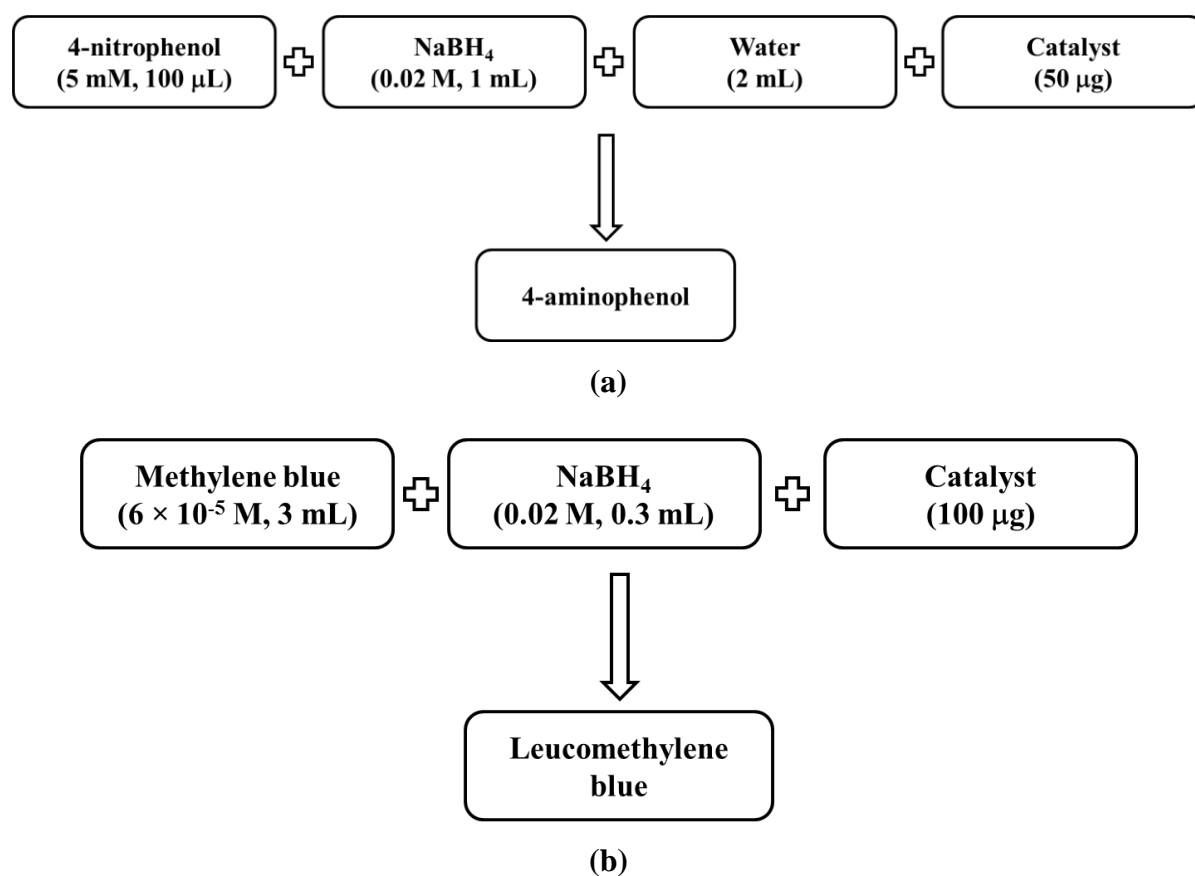 4-nitrophenol
(5 mM, 100 μL)
NaBH₄
(0.02 M, 1 mL)
Water
(2 mL)
Catalyst
(50 μg)
4-aminophenol
(a)
Methylene blue
(6 × 10⁻⁵ M, 3 mL)
NaBH₄
(0.02 M, 0.3 mL)
Catalyst
(100 μg)
Leucomethylene
blue
(b)